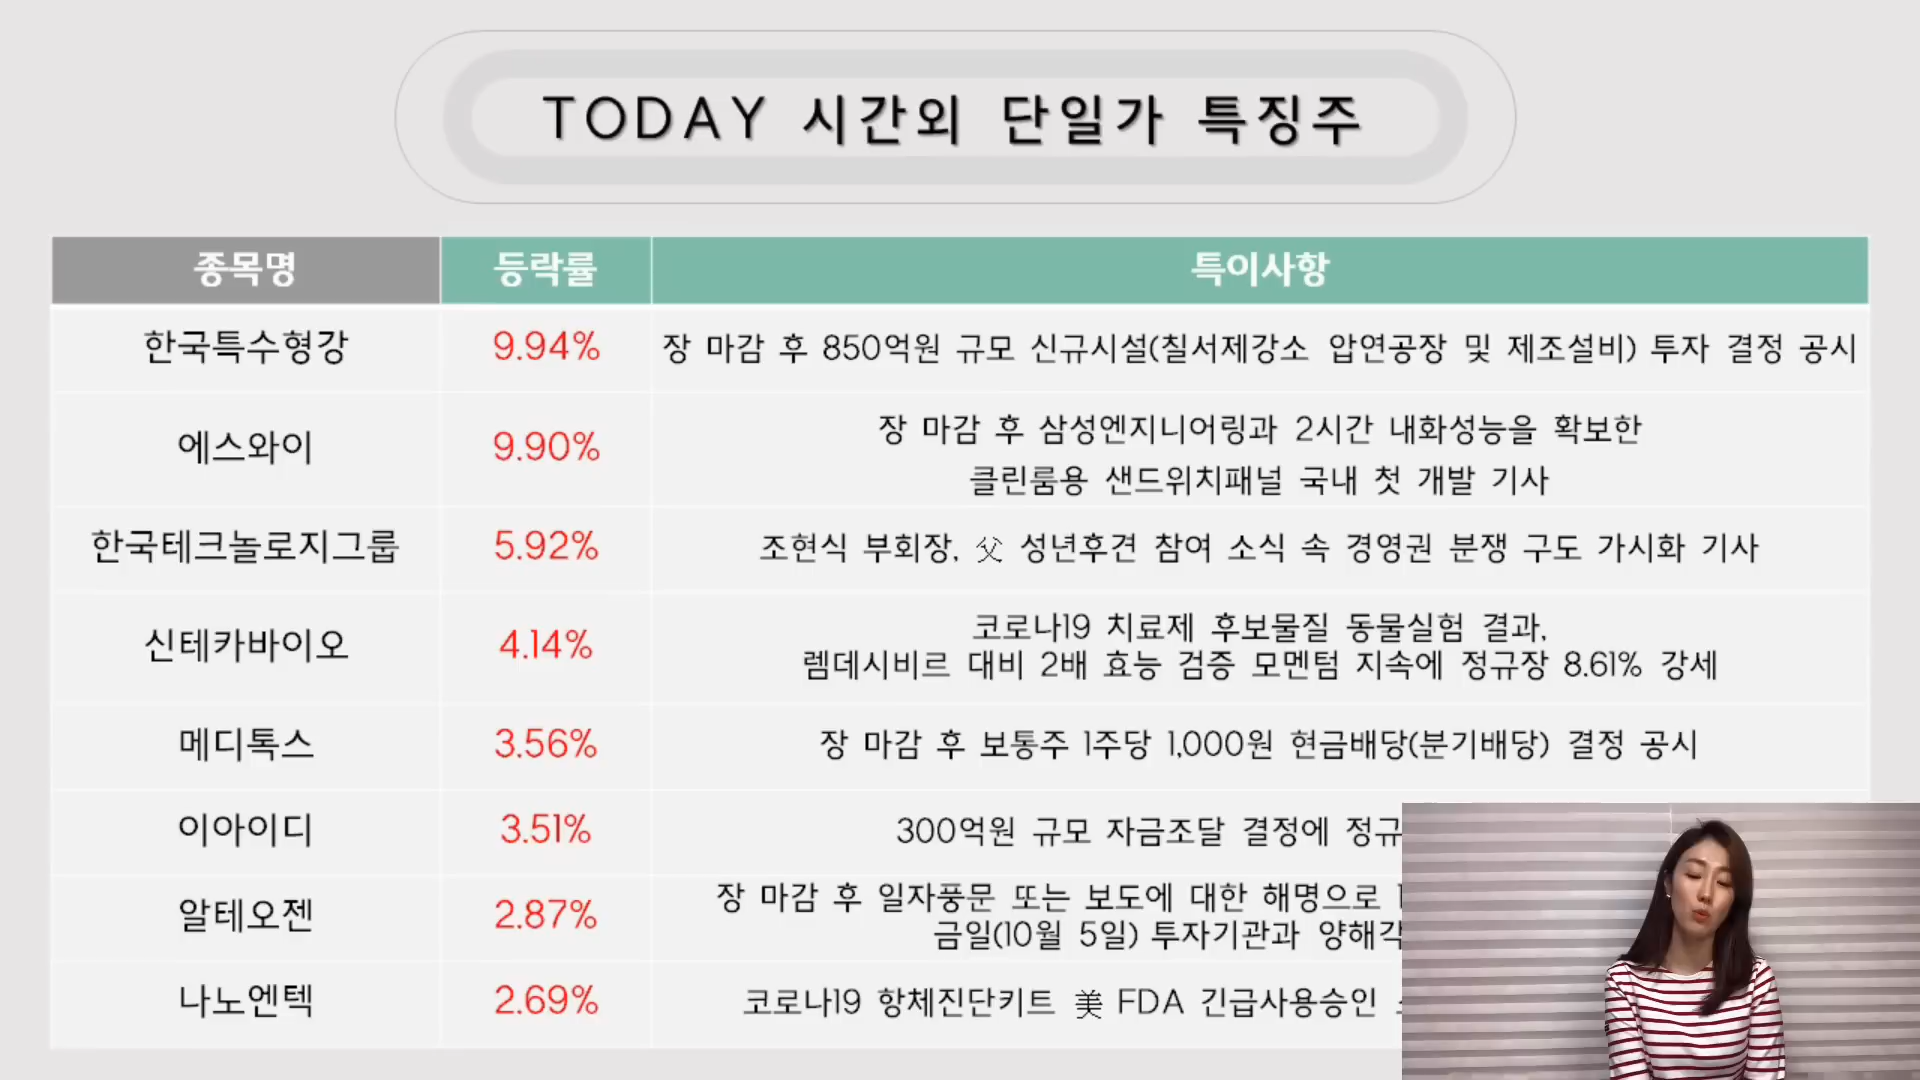 TODAY 시간외 단일가 특징주
종목명 등락률 특이사항
한국특수형강 9.94% 장 마감 후 850억원 규모 신규시설(칠서제강소 압연공장 및 제조설비) 투자 결정 공시
에스와이 9.90% 장 마감 후 삼성엔지니어링과 2시간 내화성능을 확보한
클린룸용 샌드위치패널 국내 첫 개발 기사
한국테크놀로지그룹 5.92% 조현식 부회장, 父 성년후견 참여 소식 속 경영권 분쟁 구도 가시화 기사
신테카바이오 4.14% 코로나19 치료제 후보물질 동물실험 결과,
렘데시비르 대비 2배 효능 검증 모멘텀 지속에 정규장 8.61% 강세
메디톡스 3.56% 장 마감 후 보통주 1주당 1,000원 현금배당(분기배당) 결정 공시
이아이디 3.51% 300억원 규모 자금조달 결정에 정규
알테오젠 2.87% 장 마감 후 일자풍문 또는 보도에 대한 해명으로
금일(10월 5일) 투자기관과 양해각
나노엔텍 2.69% 코로나19 항체진단키트 美 FDA 긴급사용승인